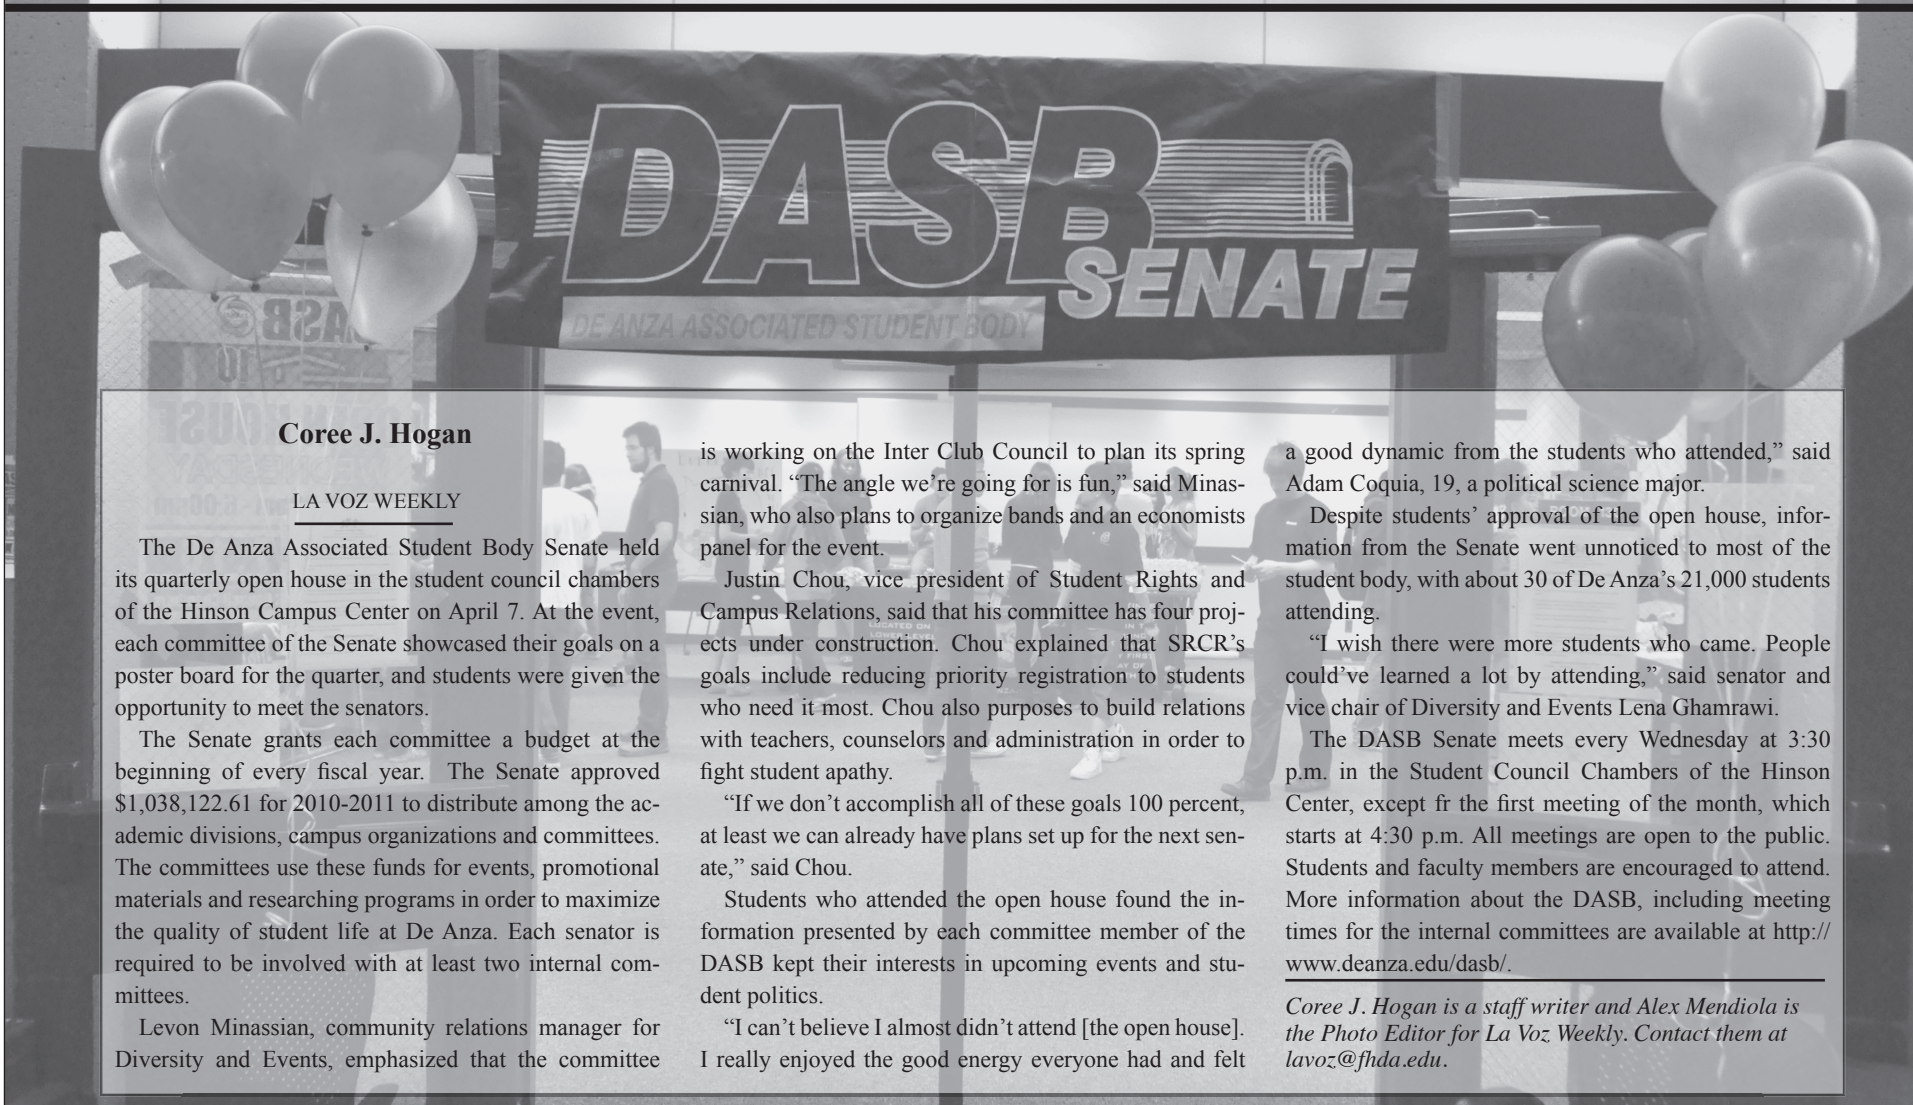 DASB
SENATE
DE ANZA ASSOCIATED STUDENT BODY
Coree J. Hogan
LA VOZ WEEKLY
The De Anza Associated Student Body Senate held
its quarterly open house in the student council chambers
of the Hinson Campus Center on April 7. At the event,
each committee of the Senate showcased their goals on a
poster board for the quarter, and students were given the
opportunity to meet the senators.
The Senate grants each committee a budget at the
beginning of every fiscal year.  The Senate approved
$1,038,122.61 for 2010-2011 to distribute among the ac-
ademic divisions, campus organizations and committees.
The committees use these funds for events, promotional
materials and researching programs in order to maximize
the quality of student life at De Anza. Each senator is
required to be involved with at least two internal com-
mittees.
Levon Minassian, community relations manager for
Diversity and Events, emphasized that the committee
is working on the Inter Club Council to plan its spring
carnival. “The angle we’re going for is fun,” said Minas-
sian, who also plans to organize bands and an economists
panel for the event.
Justin Chou, vice president of Student Rights and
Campus Relations, said that his committee has four proj-
ects under construction. Chou explained that SRCR’s
goals include reducing priority registration to students
who need it most. Chou also purposes to build relations
with teachers, counselors and administration in order to
fight student apathy.
“If we don’t accomplish all of these goals 100 percent,
at least we can already have plans set up for the next sen-
ate,” said Chou.
Students who attended the open house found the in-
formation presented by each committee member of the
DASB kept their interests in upcoming events and stu-
dent politics.
“I can’t believe I almost didn’t attend [the open house].
I really enjoyed the good energy everyone had and felt
a good dynamic from the students who attended,” said
Adam Coquia, 19, a political science major.
Despite students’ approval of the open house, infor-
mation from the Senate went unnoticed to most of the
student body, with about 30 of De Anza’s 21,000 students
attending.
“I wish there were more students who came. People
could’ve learned a lot by attending,” said senator and
vice chair of Diversity and Events Lena Ghamrawi.
The DASB Senate meets every Wednesday at 3:30
p.m. in the Student Council Chambers of the Hinson
Center, except fr the first meeting of the month, which
starts at 4:30 p.m. All meetings are open to the public.
Students and faculty members are encouraged to attend.
More information about the DASB, including meeting
times for the internal committees are available at http://
www.deanza.edu/dasb/.
Coree J. Hogan is a staff writer and Alex Mendiola is
the Photo Editor for La Voz Weekly. Contact them at
lavoz@fhda.edu.